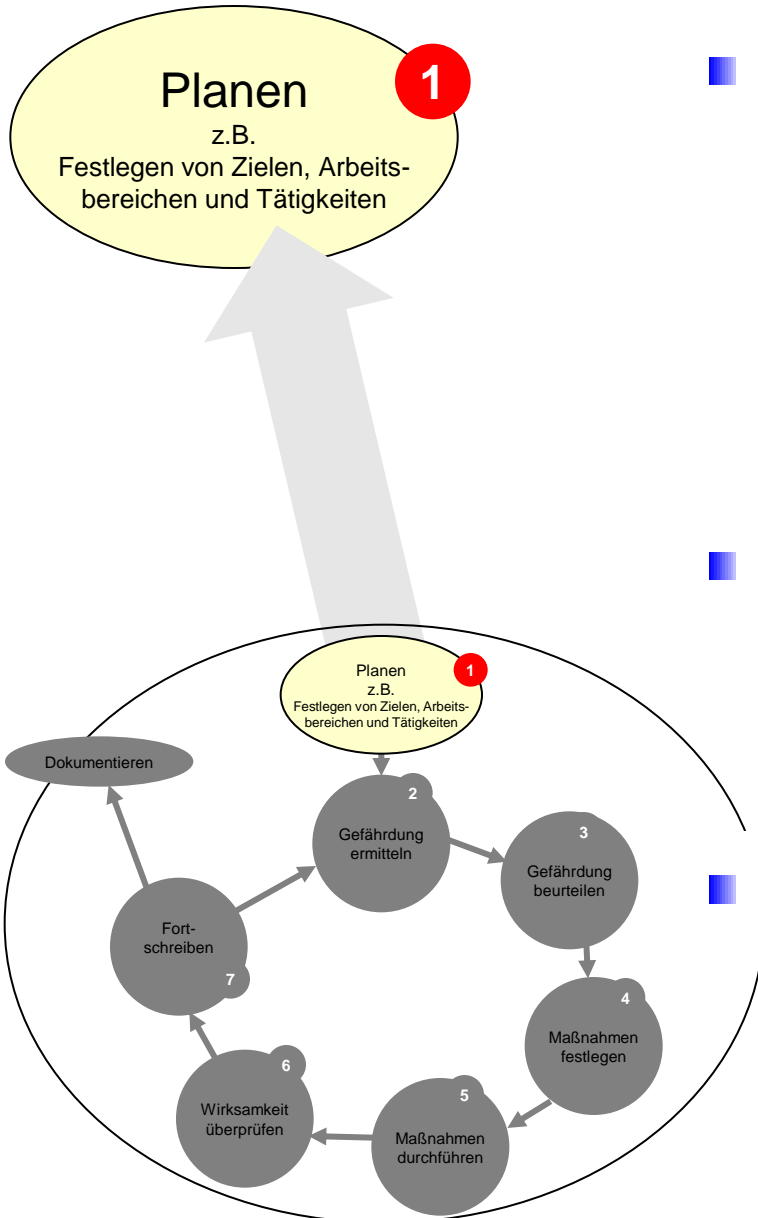 Planen
1
z.B.
Festlegen von Zielen, Arbeits-
bereichen und Tätigkeiten
Planen
1
z.B.
Festlegen von Zielen, Arbeits-
bereichen und Tätigkeiten
Dokumentieren
2
Gefährdung
ermitteln
3
Gefährdung
beurteilen
4
Maßnahmen
festlegen
5
Maßnahmen
durchführen
6
Wirksamkeit
überprüfen
Fort-
schreiben
7